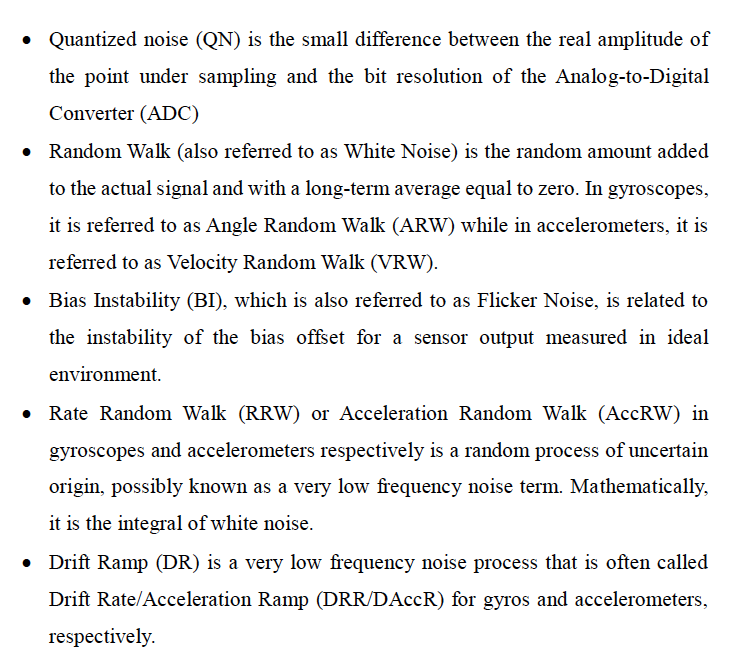 • Quantized noise (QN) is the small difference between the real amplitude of
the point under sampling and the bit resolution of the Analog-to-Digital
Converter (ADC)
• Random Walk (also referred to as White Noise) is the random amount added
to the actual signal and with a long-term average equal to zero. In gyroscopes,
it is referred to as Angle Random Walk (ARW) while in accelerometers, it is
referred to as Velocity Random Walk (VRW).
• Bias Instability (BI), which is also referred to as Flicker Noise, is related to
the instability of the bias offset for a sensor output measured in ideal
environment.
• Rate Random Walk (RRW) or Acceleration Random Walk (AccRW) in
gyroscopes and accelerometers respectively is a random process of uncertain
origin, possibly known as a very low frequency noise term. Mathematically,
it is the integral of white noise.
• Drift Ramp (DR) is a very low frequency noise process that is often called
Drift Rate/Acceleration Ramp (DRR/DAccR) for gyros and accelerometers,
respectively.